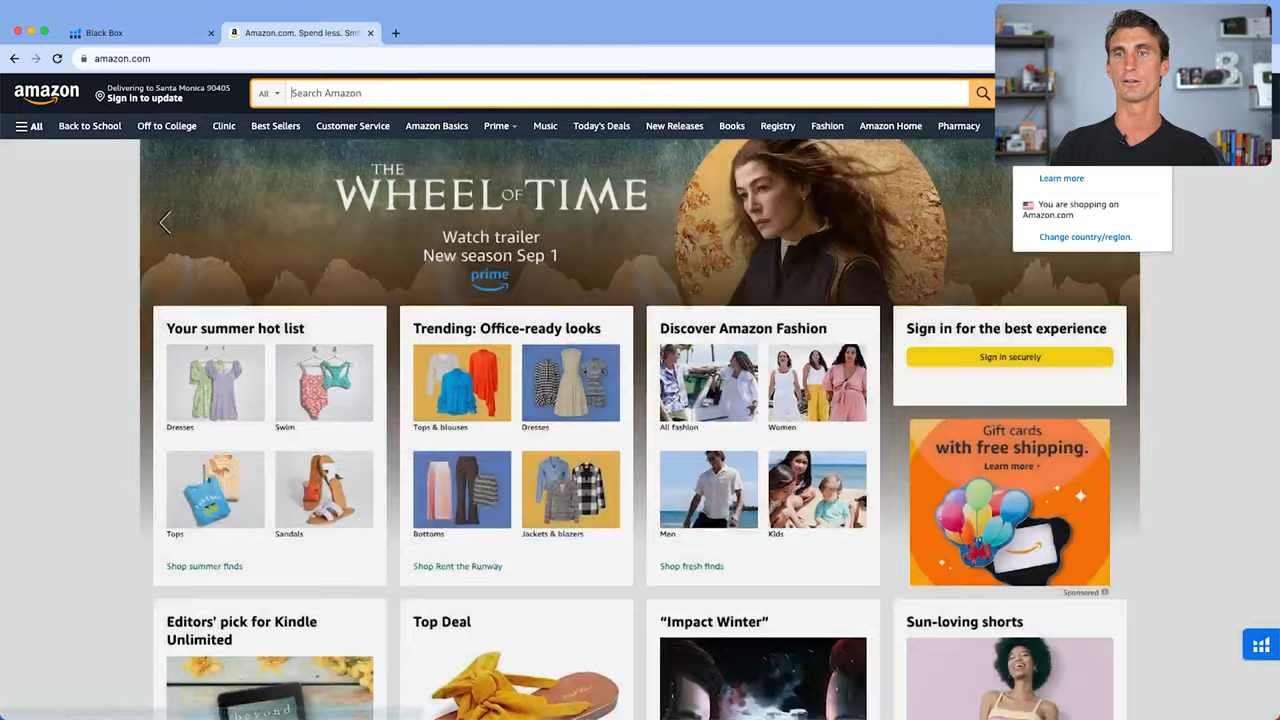 Black Box
Amazon.com. Spend less. Smi
amazon.com
amazon
Delivering to Santa Monica 90405
Sign in to update
All
Search Amazon
All
Back to School
Off to College
Clinic
Best Sellers
Customer Service
Amazon Basics
Prime
Music
Today's Deals
New Releases
Books
Registry
Fashion
Amazon Home
Pharmacy
Learn more
You are shopping on
Amazon.com
Change country/region.
THE
WHEEL OF TIME
Watch trailer
New season Sep 1
prime
Your summer hot list
Dresses
Swim
Tops
Sandals
Shop summer finds
Trending: Office-ready looks
Tops & blouses
Dresses
Bottoms
Jackets & blazers
Shop Rent the Runway
Discover Amazon Fashion
All fashion
Women
Men
Kids
Shop fresh finds
Sign in for the best experience
Sign in securely
Gift cards
with free shipping.
Learn more
Sponsored
Editors' pick for Kindle
Unlimited
beyond
Top Deal
“Impact Winter”
Sun-loving shorts